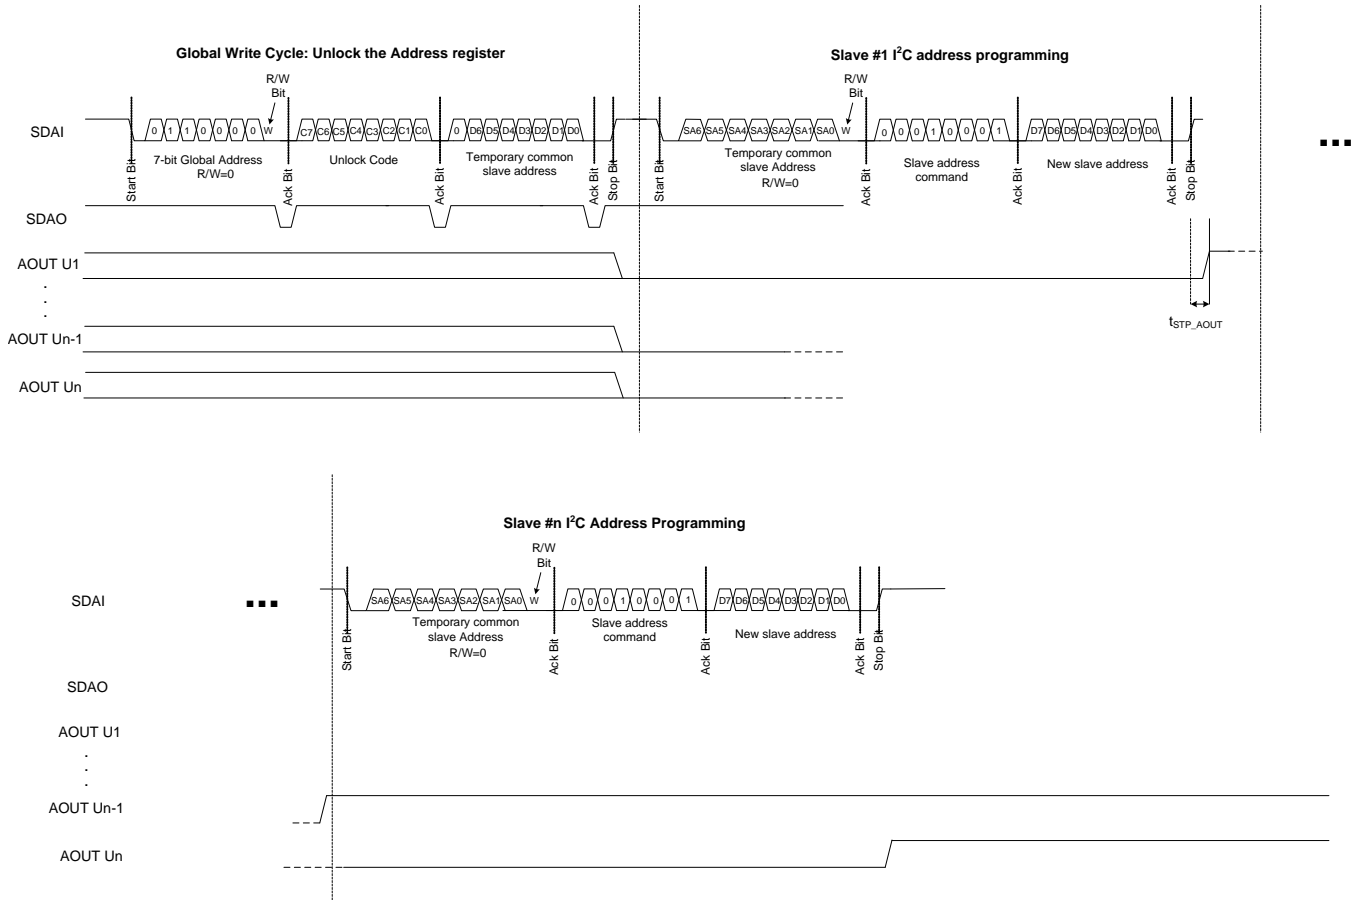 Global Write Cycle: Unlock the Address register
Slave #1 I²C address programming
R/W
Bit
R/W
Bit
SDAI
0 1 1 0 0 0 0 W
C7 C6 C5 C4 C3 C2 C1 C0
0 D6 D5 D4 D3 D2 D1 D0
SA6 SA5 SA4 SA3 SA2 SA1 SA0 W
0 0 0 1 0 0 0 1
D7 D6 D5 D4 D3 D2 D1 D0
...
Start Bit
7-bit Global Address
R/W=0
Ack Bit
Unlock Code
Ack Bit
Temporary common
slave address
Ack Bit
Stop Bit
Start Bit
Temporary common
slave Address
R/W=0
Ack Bit
Slave address
command
Ack Bit
New slave address
Ack Bit
Stop Bit
SDAO
AOUT U1
.
.
.
tSTP_AOUT
AOUT Un-1
AOUT Un
Slave #n I²C Address Programming
R/W
Bit
SDAI
...
SA6 SA5 SA4 SA3 SA2 SA1 SA0 W
0 0 0 1 0 0 0 1
D7 D6 D5 D4 D3 D2 D1 D0
Start Bit
Temporary common
slave Address
R/W=0
Ack Bit
Slave address
command
Ack Bit
New slave address
Ack Bit
Stop Bit
SDAO
AOUT U1
.
.
.
AOUT Un-1
AOUT Un